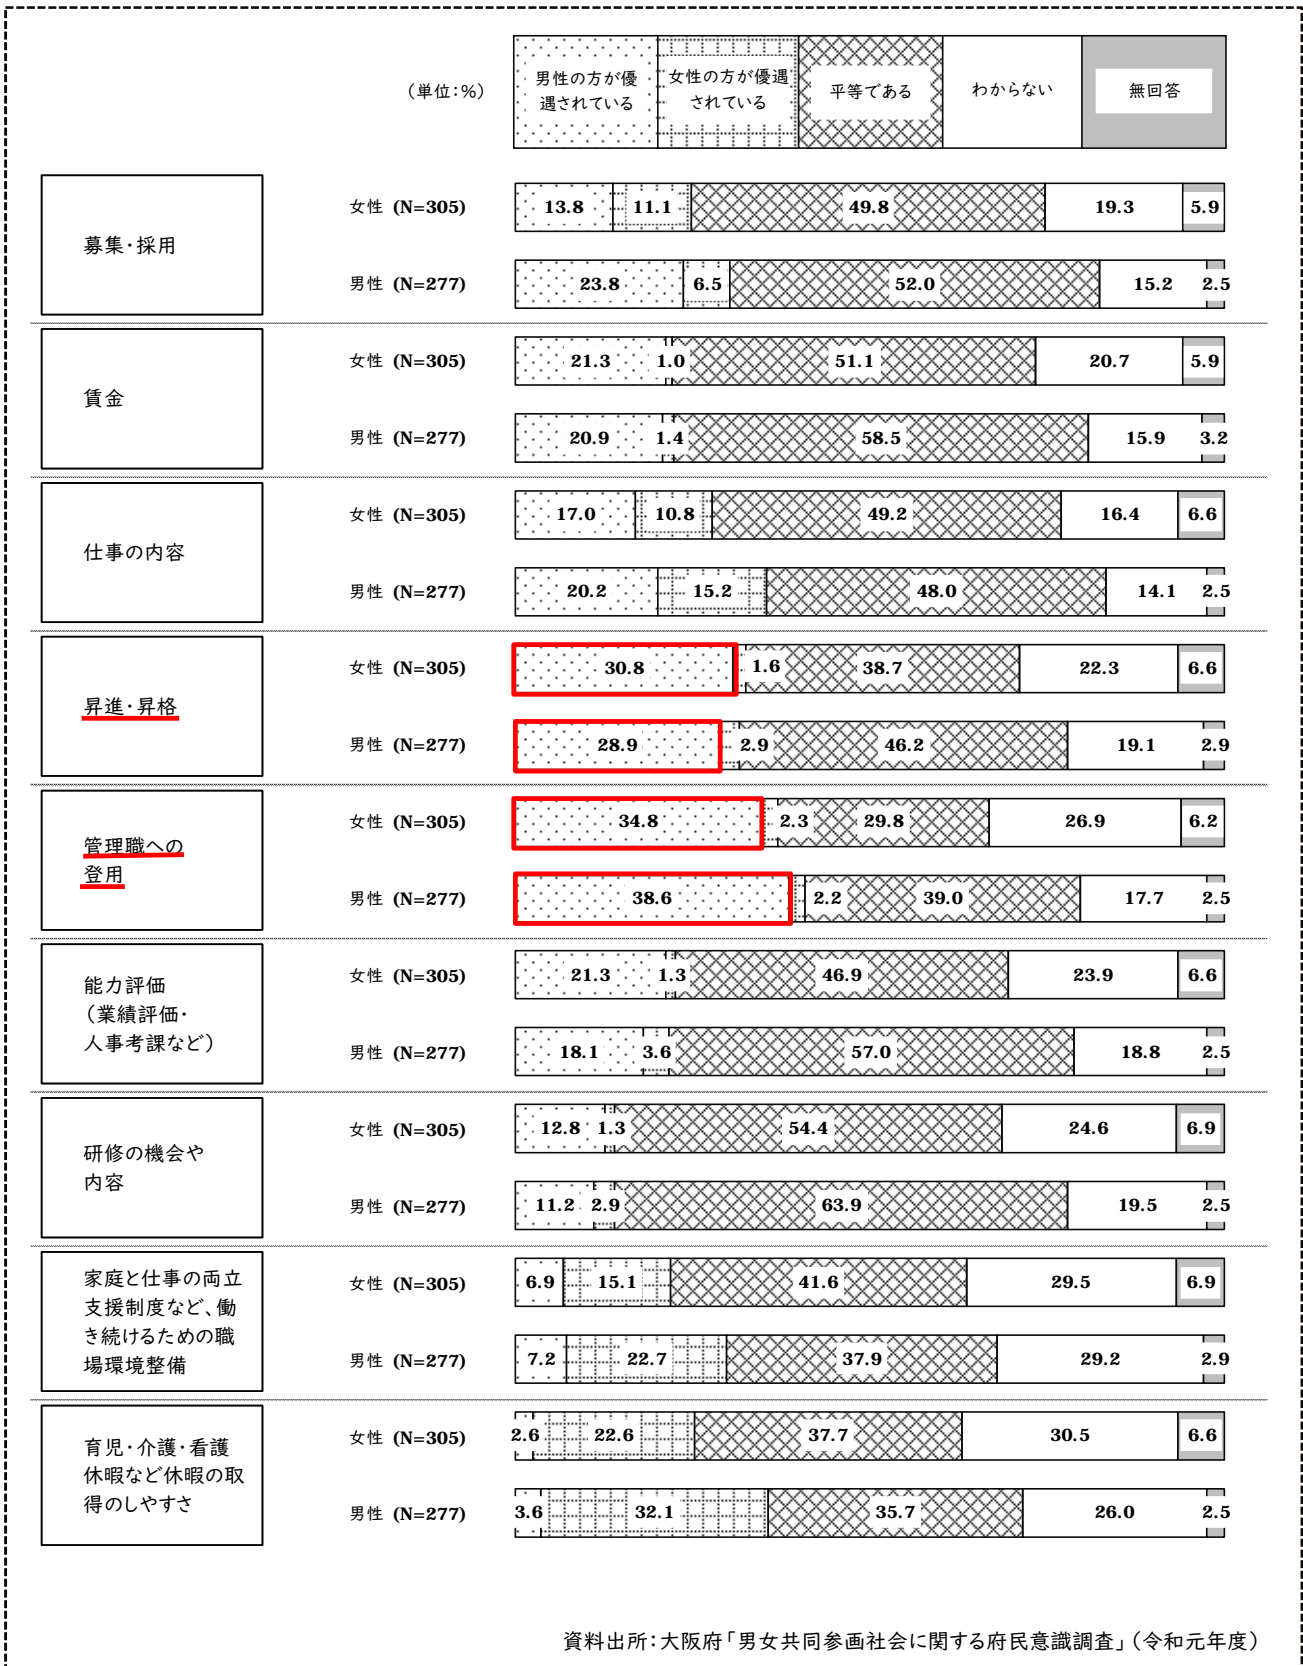 (単位:%)
男性の方が優
遇されている
女性の方が優遇
されている
平等である
わからない
無回答
募集・採用
女性 (N=305)
13.8 11.1 49.8 19.3 5.9
男性 (N=277)
23.8 6.5 52.0 15.2 2.5
賃金
女性 (N=305)
21.3 1.0 51.1 20.7 5.9
男性 (N=277)
20.9 1.4 58.5 15.9 3.2
仕事の内容
女性 (N=305)
17.0 10.8 49.2 16.4 6.6
男性 (N=277)
20.2 15.2 48.0 14.1 2.5
昇進・昇格
女性 (N=305)
30.8 1.6 38.7 22.3 6.6
男性 (N=277)
28.9 2.9 46.2 19.1 2.9
管理職への
登用
女性 (N=305)
34.8 2.3 29.8 26.9 6.2
男性 (N=277)
38.6 2.2 39.0 17.7 2.5
能力評価
(業績評価・
人事考課など)
女性 (N=305)
21.3 1.3 46.9 23.9 6.6
男性 (N=277)
18.1 3.6 57.0 18.8 2.5
研修の機会や
内容
女性 (N=305)
12.8 1.3 54.4 24.6 6.9
男性 (N=277)
11.2 2.9 63.9 19.5 2.5
家庭と仕事の両立
支援制度など、働
き続けるための職
場環境整備
女性 (N=305)
6.9 15.1 41.6 29.5 6.9
男性 (N=277)
7.2 22.7 37.9 29.2 2.9
育児・介護・看護
休暇など休暇の取
得のしやすさ
女性 (N=305)
2.6 22.6 37.7 30.5 6.6
男性 (N=277)
3.6 32.1 35.7 26.0 2.5
資料出所:大阪府「男女共同参画社会に関する府民意識調査」(令和元年度)